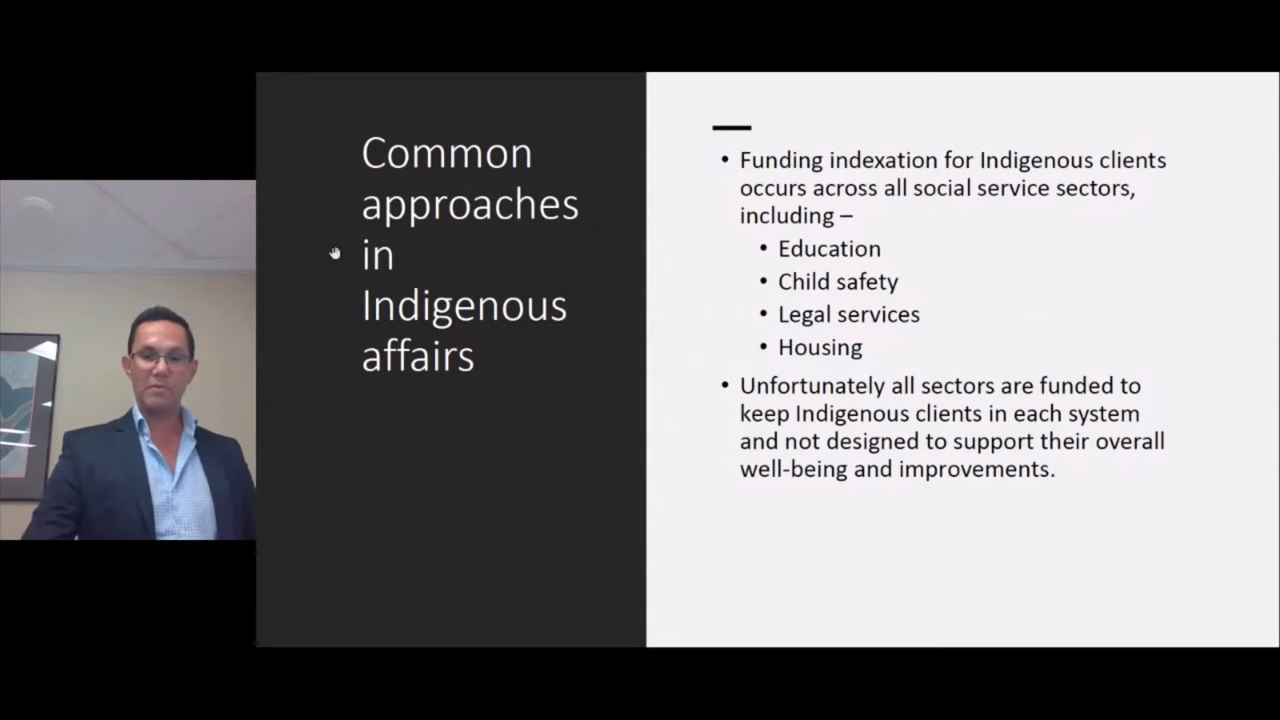 Common
approaches
in
Indigenous
affairs
• Funding indexation for Indigenous clients
occurs across all social service sectors,
including –
• Education
• Child safety
• Legal services
• Housing
• Unfortunately all sectors are funded to
keep Indigenous clients in each system
and not designed to support their overall
well-being and improvements.